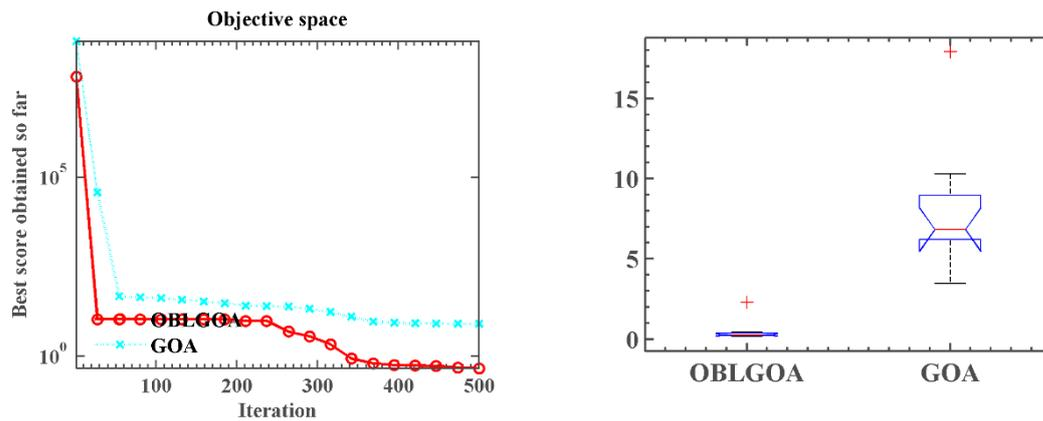 Objective space
Best score obtained so far
10^5
10^0
OBLGOA
GOA
100 200 300 400 500
Iteration
15
10
5
0
OBLGOA GOA